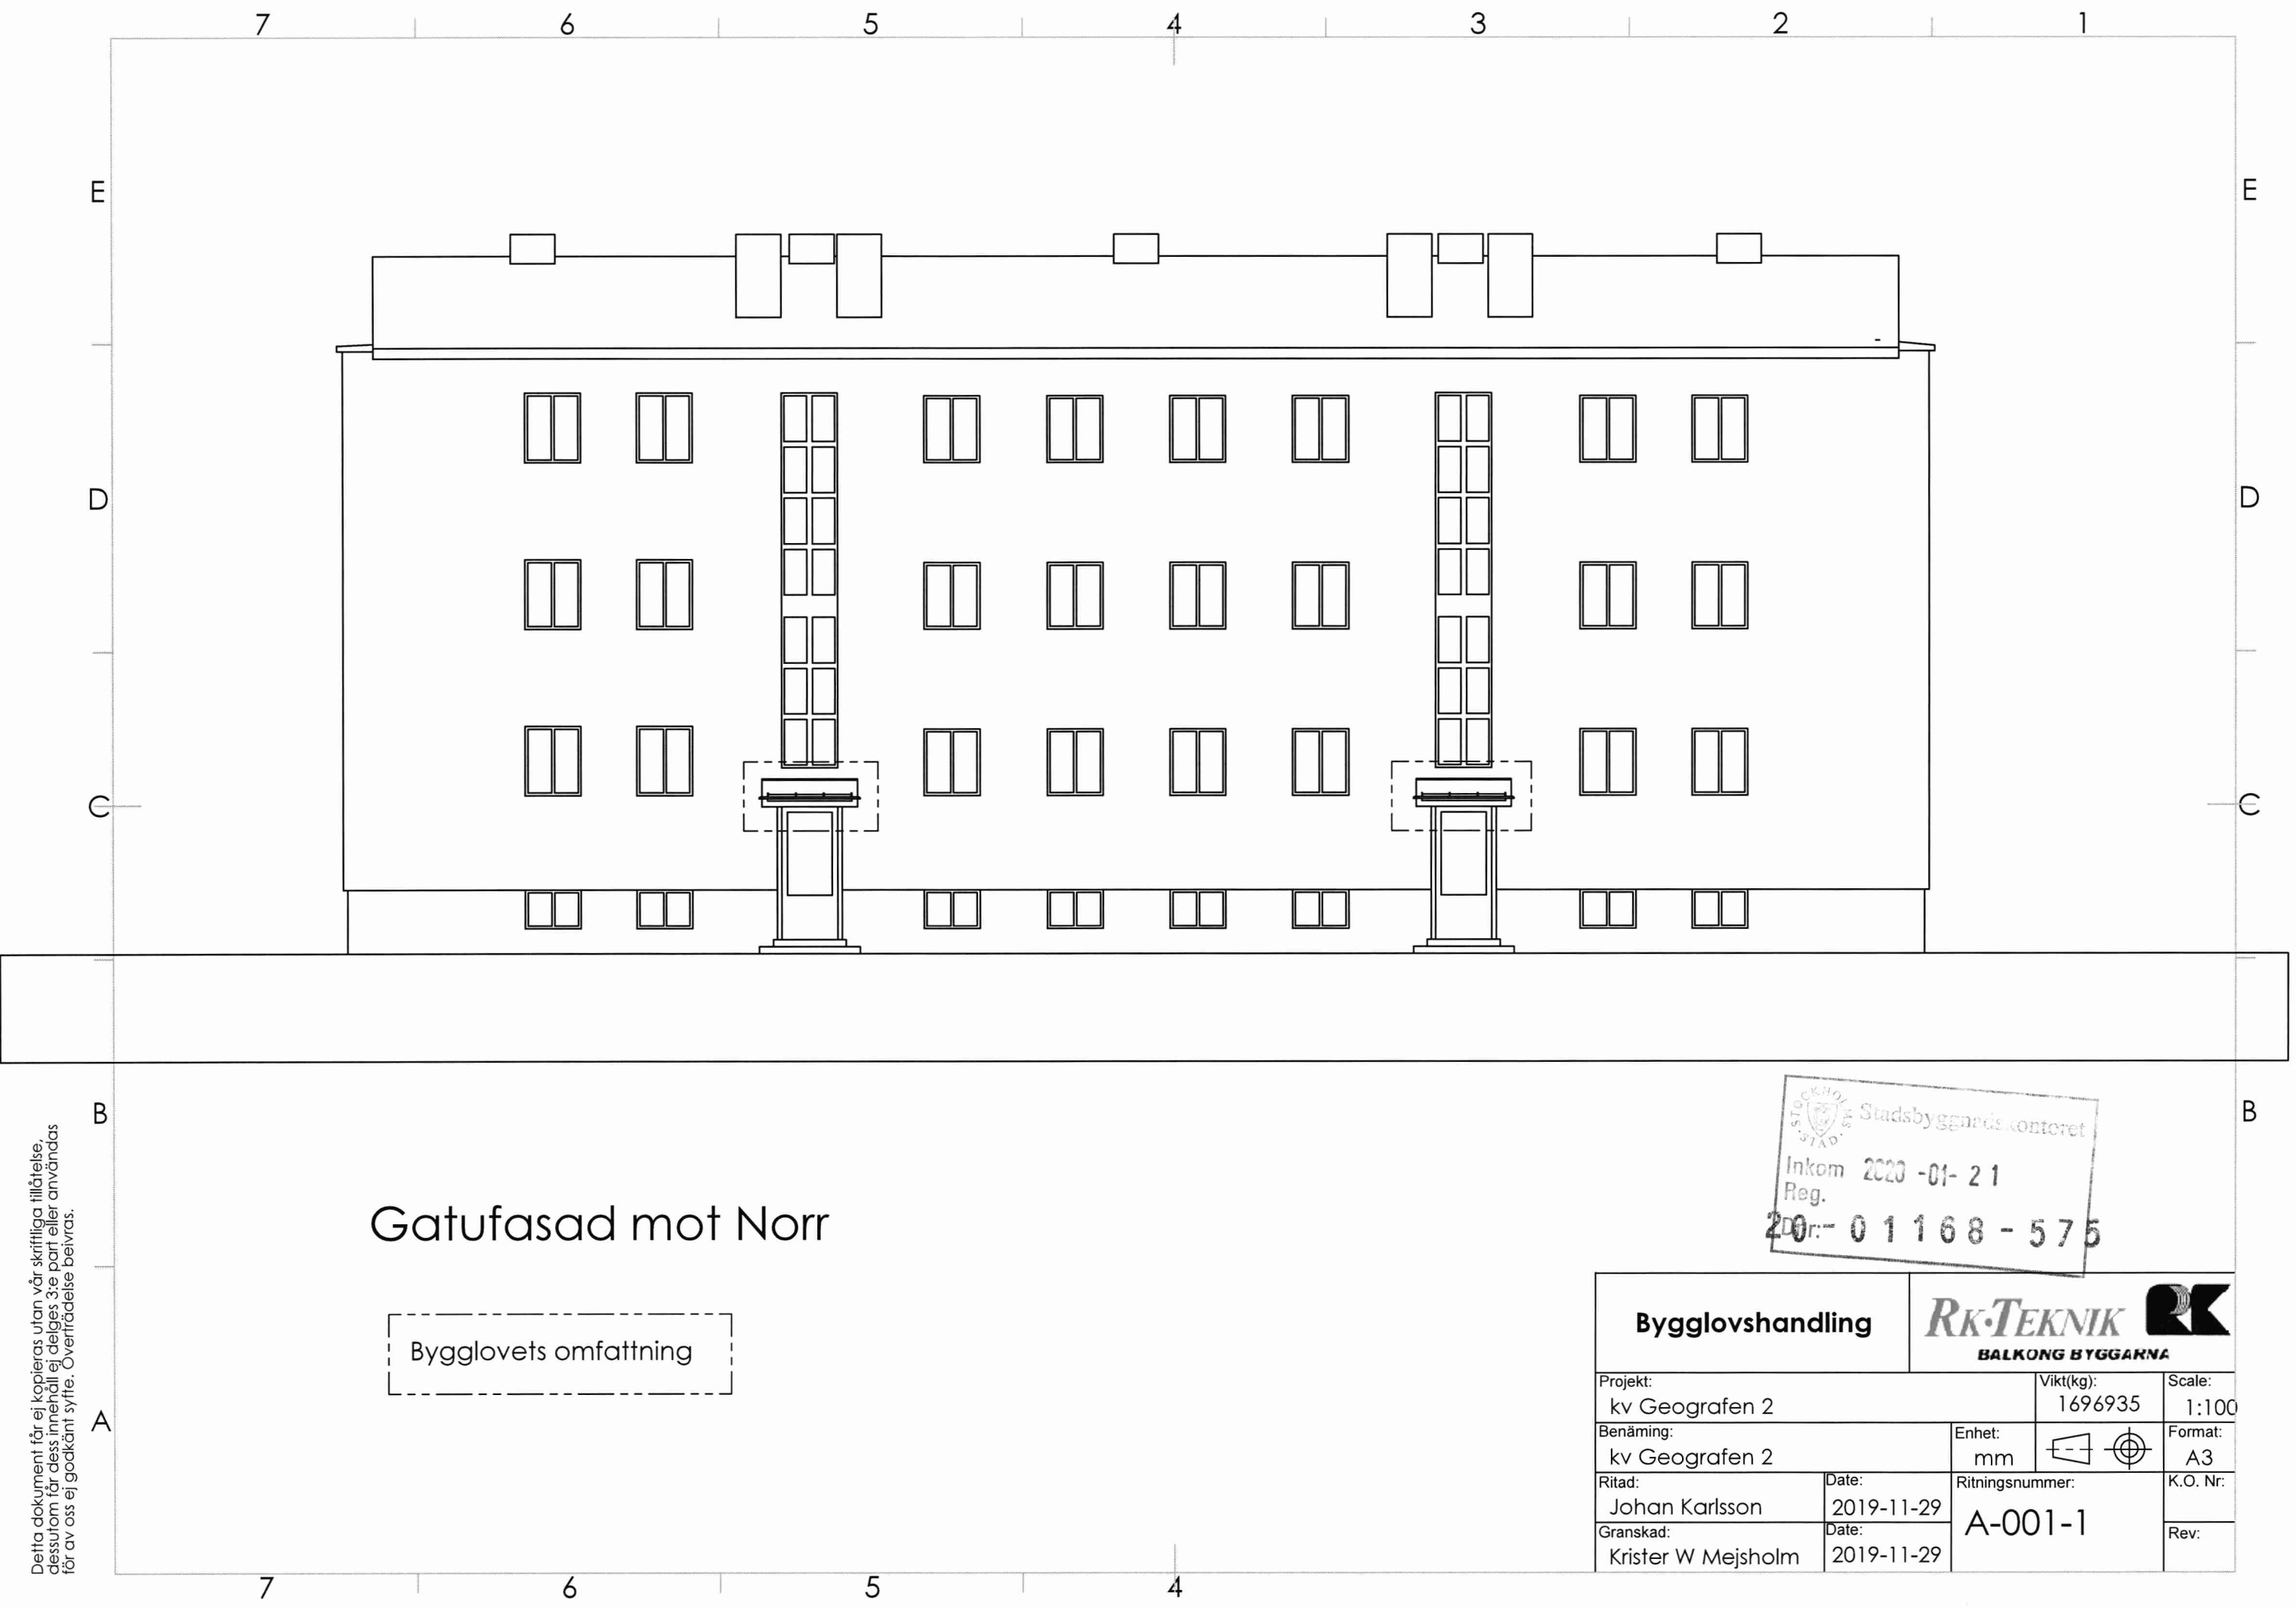 7 6 5 4 3 2 1
E E
D D
C C
B B
A
Detta dokument får ej kopieras utan vår skriftliga tillåtelse,
dessutom får dess innehåll ej delges 3:e part eller användas
för av oss ej godkänt syfte. Överträdelse beivras.
Gatufasad mot Norr
Bygglovets omfattning
STOCKHOLMS STAD
Stadsbyggnadskontoret
Inkom 2020-01-21
Reg.
Dnr: 20-01168-575
Bygglovshandling
RK·TEKNIK RK
BALKONG BYGGARNA
Projekt: Vikt(kg): Scale:
kv Geografen 2 1696935 1:100
Benäming: Enhet: Format:
kv Geografen 2 mm A3
Ritad: Date: Ritningsnummer: K.O. Nr:
Johan Karlsson 2019-11-29
A-001-1
Granskad: Date: Rev:
Krister W Mejsholm 2019-11-29
7 6 5 4